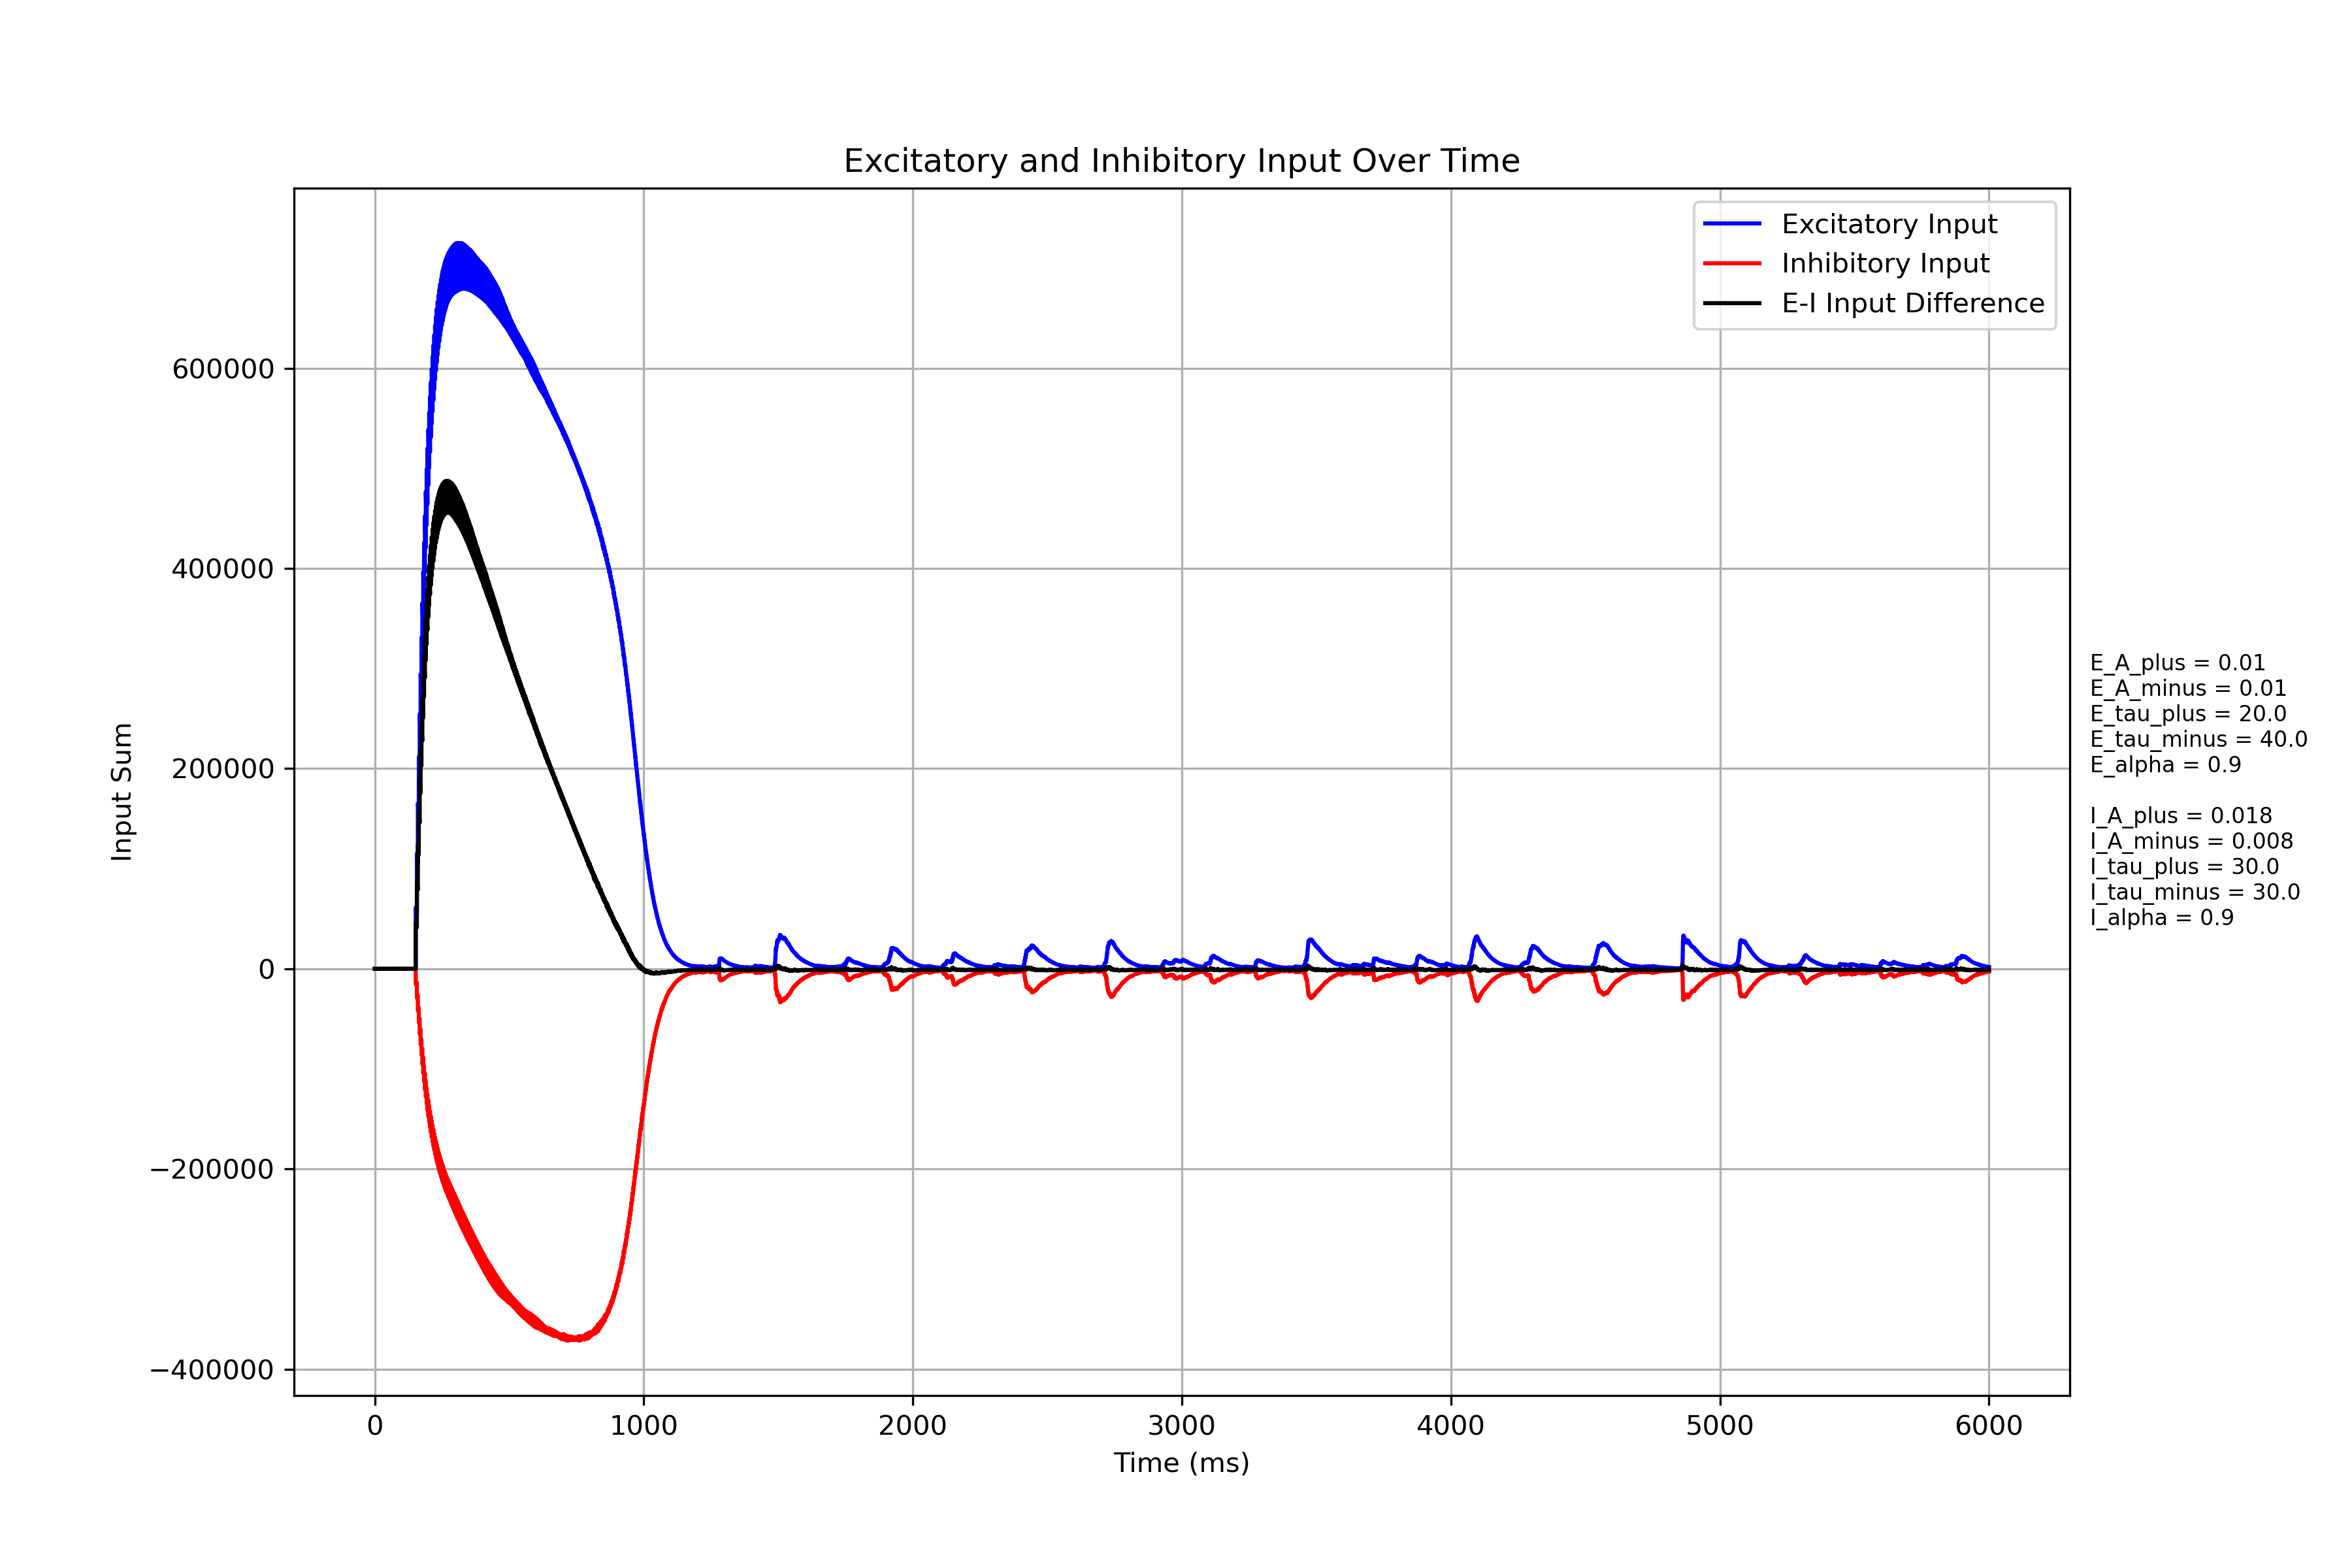 Excitatory and Inhibitory Input Over Time
Excitatory Input
Inhibitory Input
E-I Input Difference
Input Sum
600000
400000
200000
0
−200000
−400000
0 1000 2000 3000 4000 5000 6000
Time (ms)
E_A_plus = 0.01
E_A_minus = 0.01
E_tau_plus = 20.0
E_tau_minus = 40.0
E_alpha = 0.9
I_A_plus = 0.018
I_A_minus = 0.008
I_tau_plus = 30.0
I_tau_minus = 30.0
I_alpha = 0.9